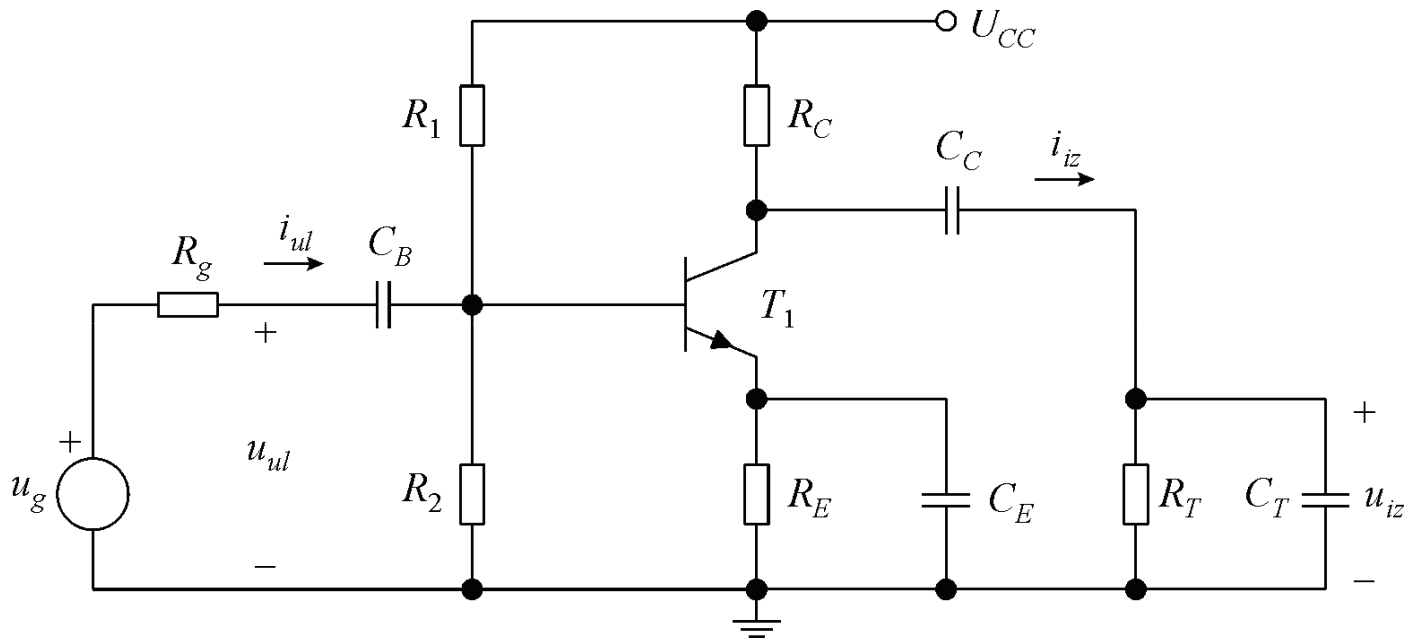 U_CC
R_1
R_C
C_C
i_iz
i_ul
R_g
C_B
+
T_1
+
u_g
u_ul
R_2
R_E
C_E
R_T
C_T
+
u_iz
−
−